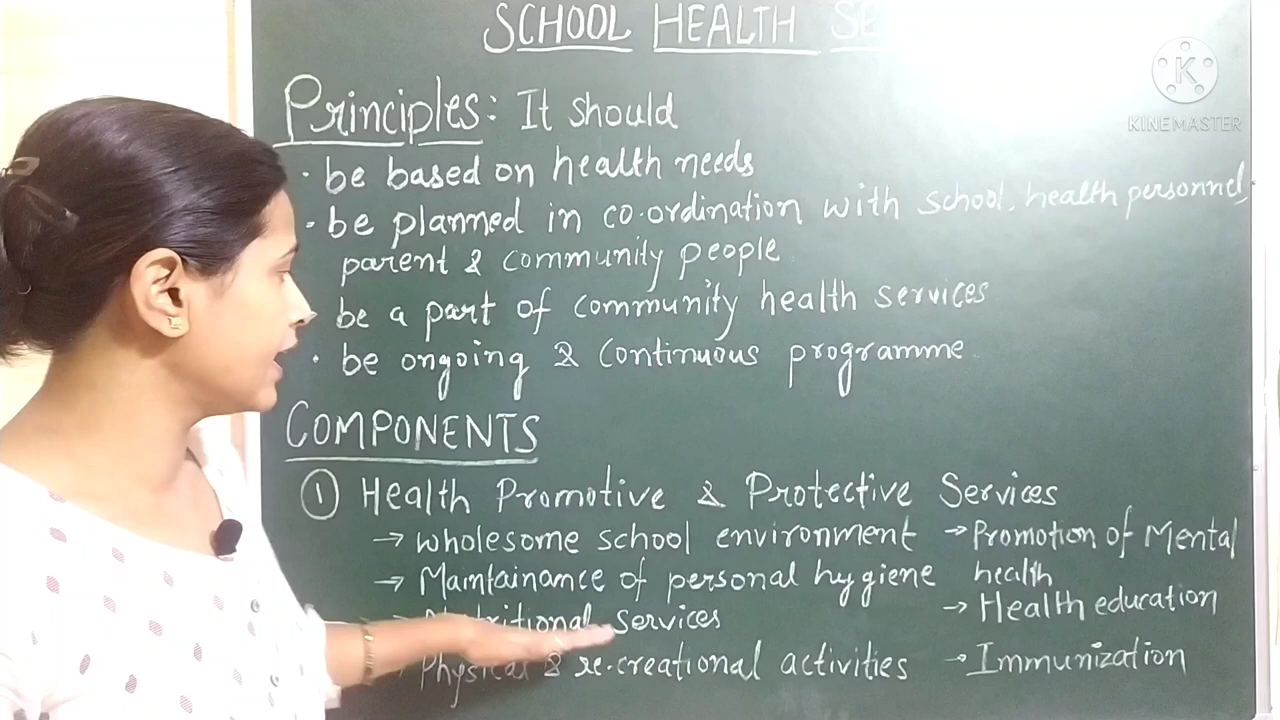 SCHOOL HEALTH SE
K
KINEMASTER
Principles: It should
· be based on health needs
· be planned in co-ordination with school, health personnel,
parent & community people
be a part of community health services
· be ongoing & continuous programme
COMPONENTS
① Health Promotive & Protective Services
→ wholesome school environment
→ Maintainance of personal hygiene
Nutritional services
Physical & re-creational activities
→ Promotion of Mental
health
→ Health education
→ Immunization